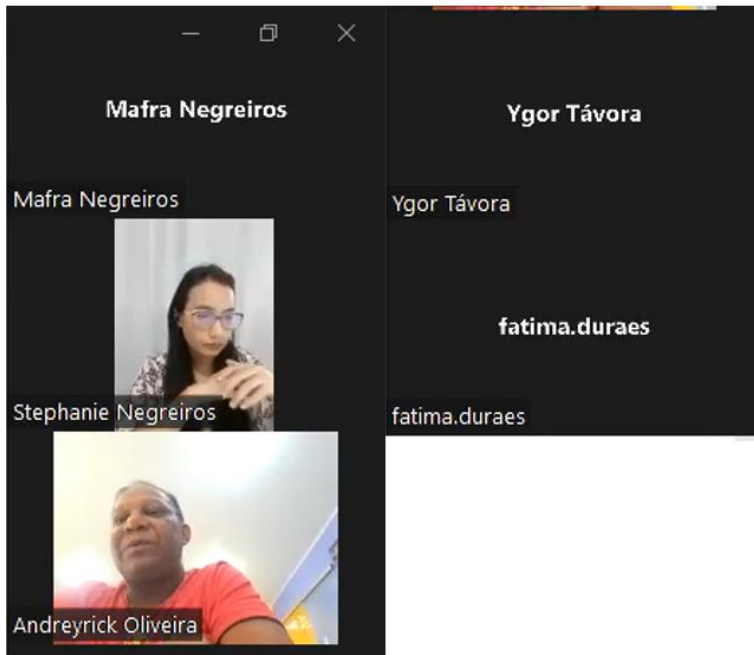 Mafra Negreiros
Mafra Negreiros
Stephanie Negreiros
Andreyrick Oliveira
Ygor Távora
Ygor Távora
fatima.duraes
fatima.duraes